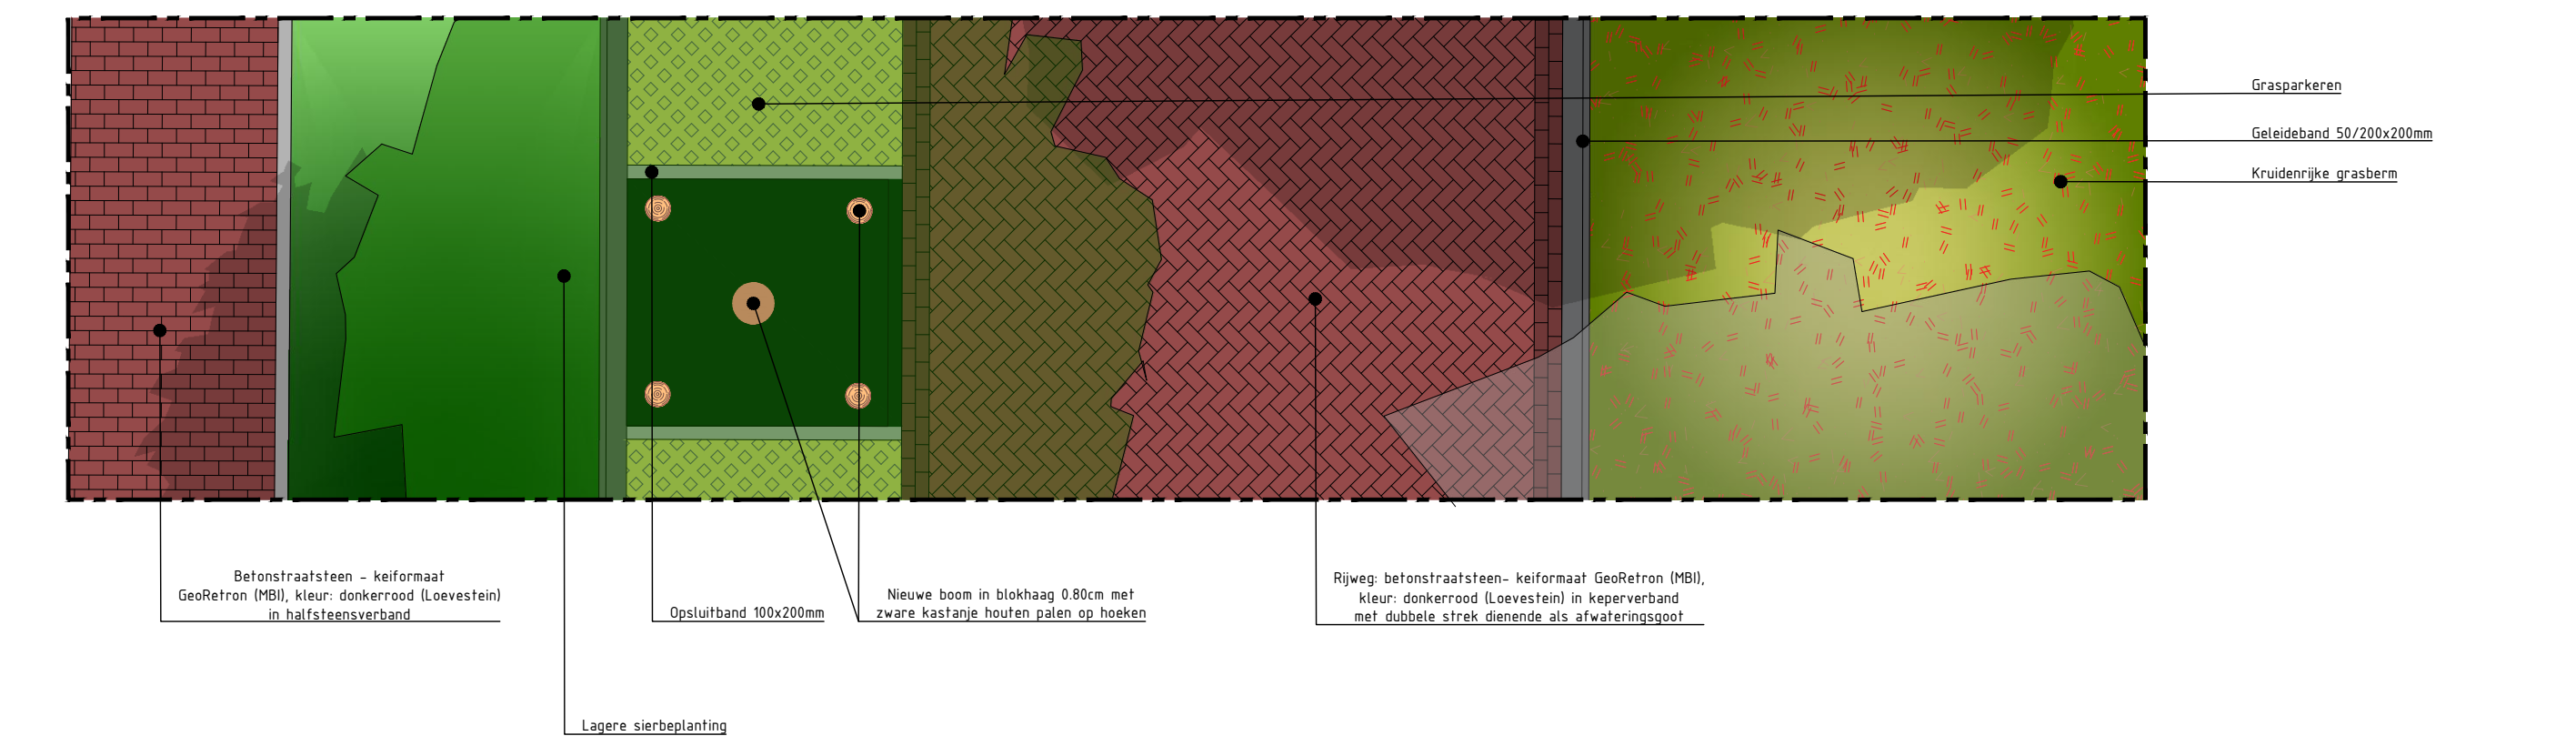 Grasparkeren
Geleideband 50/200x200mm
Kruidenrijke grasberm
Betonstraatsteen - keiformaat
GeoRetron (MBI), kleur: donkerrood (Loevestein)
in halfsteensverband
Opsluitband 100x200mm
Nieuwe boom in blokhaag 0.80cm met
zware kastanje houten palen op hoeken
Rijweg: betonstraatsteen- keiformaat GeoRetron (MBI),
kleur: donkerrood (Loevestein) in keperverband
met dubbele strek dienende als afwateringsgoot
Lagere sierbeplanting